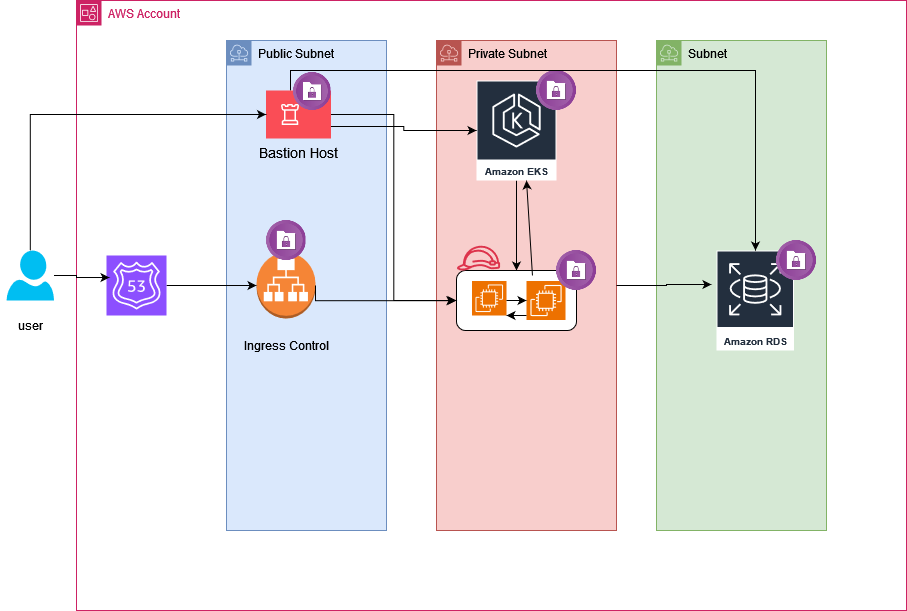 AWS Account
Public Subnet
Private Subnet
Subnet
K
Amazon EKS
Bastion Host
53
user
Ingress Control
Amazon RDS